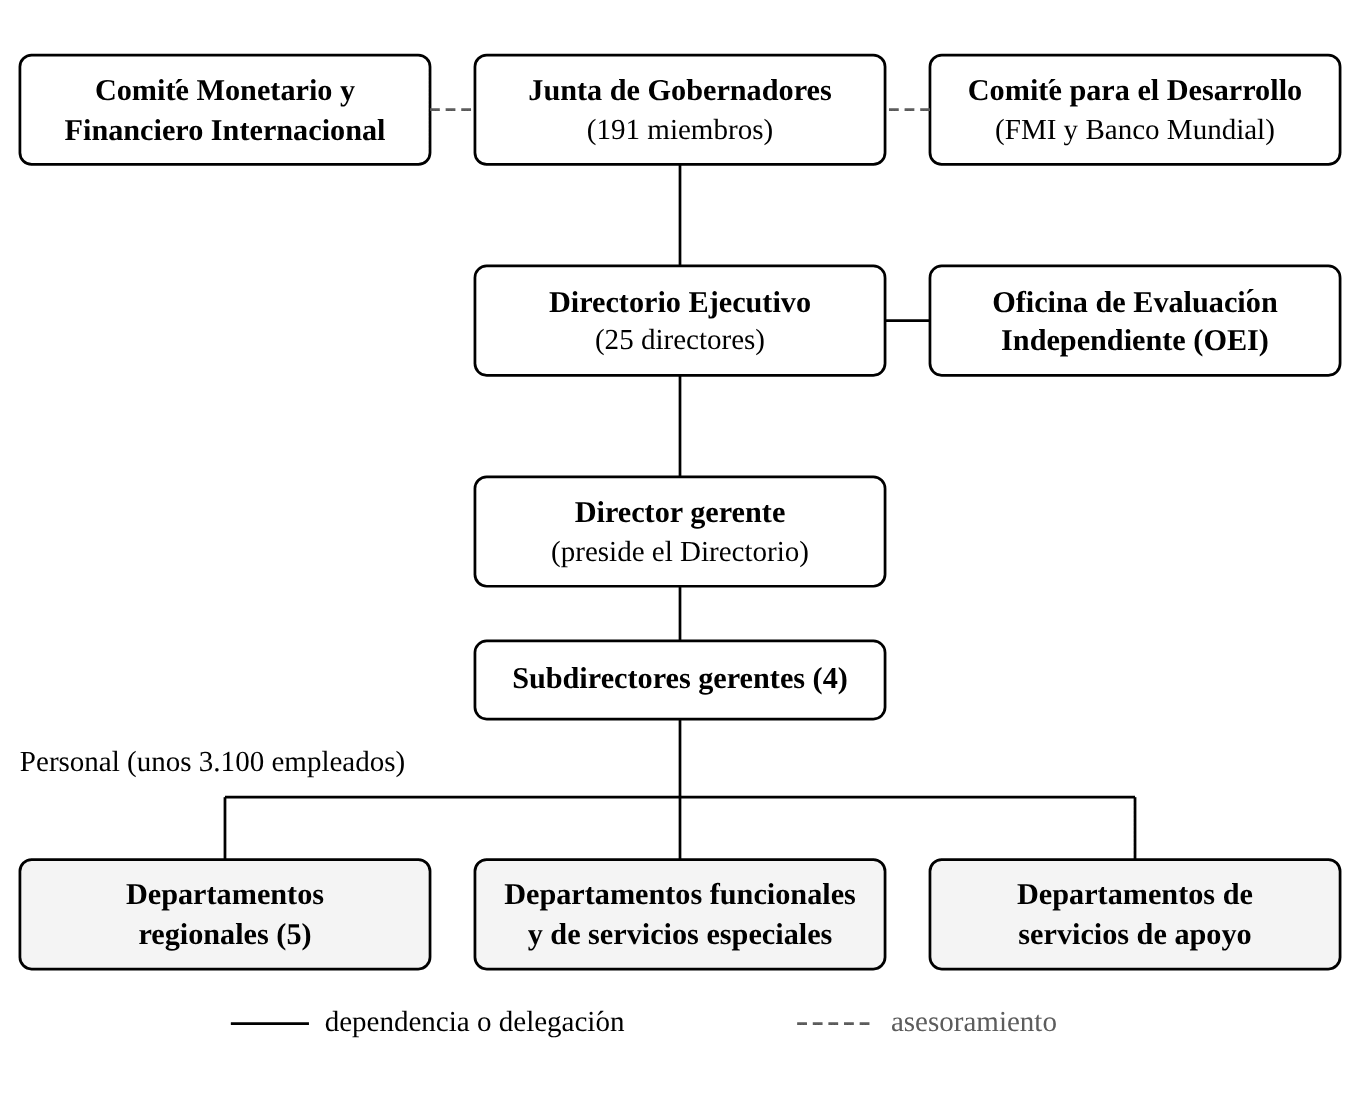 Comité Monetario y
Financiero Internacional
Junta de Gobernadores
(191 miembros)
Comité para el Desarrollo
(FMI y Banco Mundial)
Directorio Ejecutivo
(25 directores)
Oficina de Evaluación
Independiente (OEI)
Director gerente
(preside el Directorio)
Subdirectores gerentes (4)
Personal (unos 3.100 empleados)
Departamentos
regionales (5)
Departamentos funcionales
y de servicios especiales
Departamentos de
servicios de apoyo
dependencia o delegación
asesoramiento